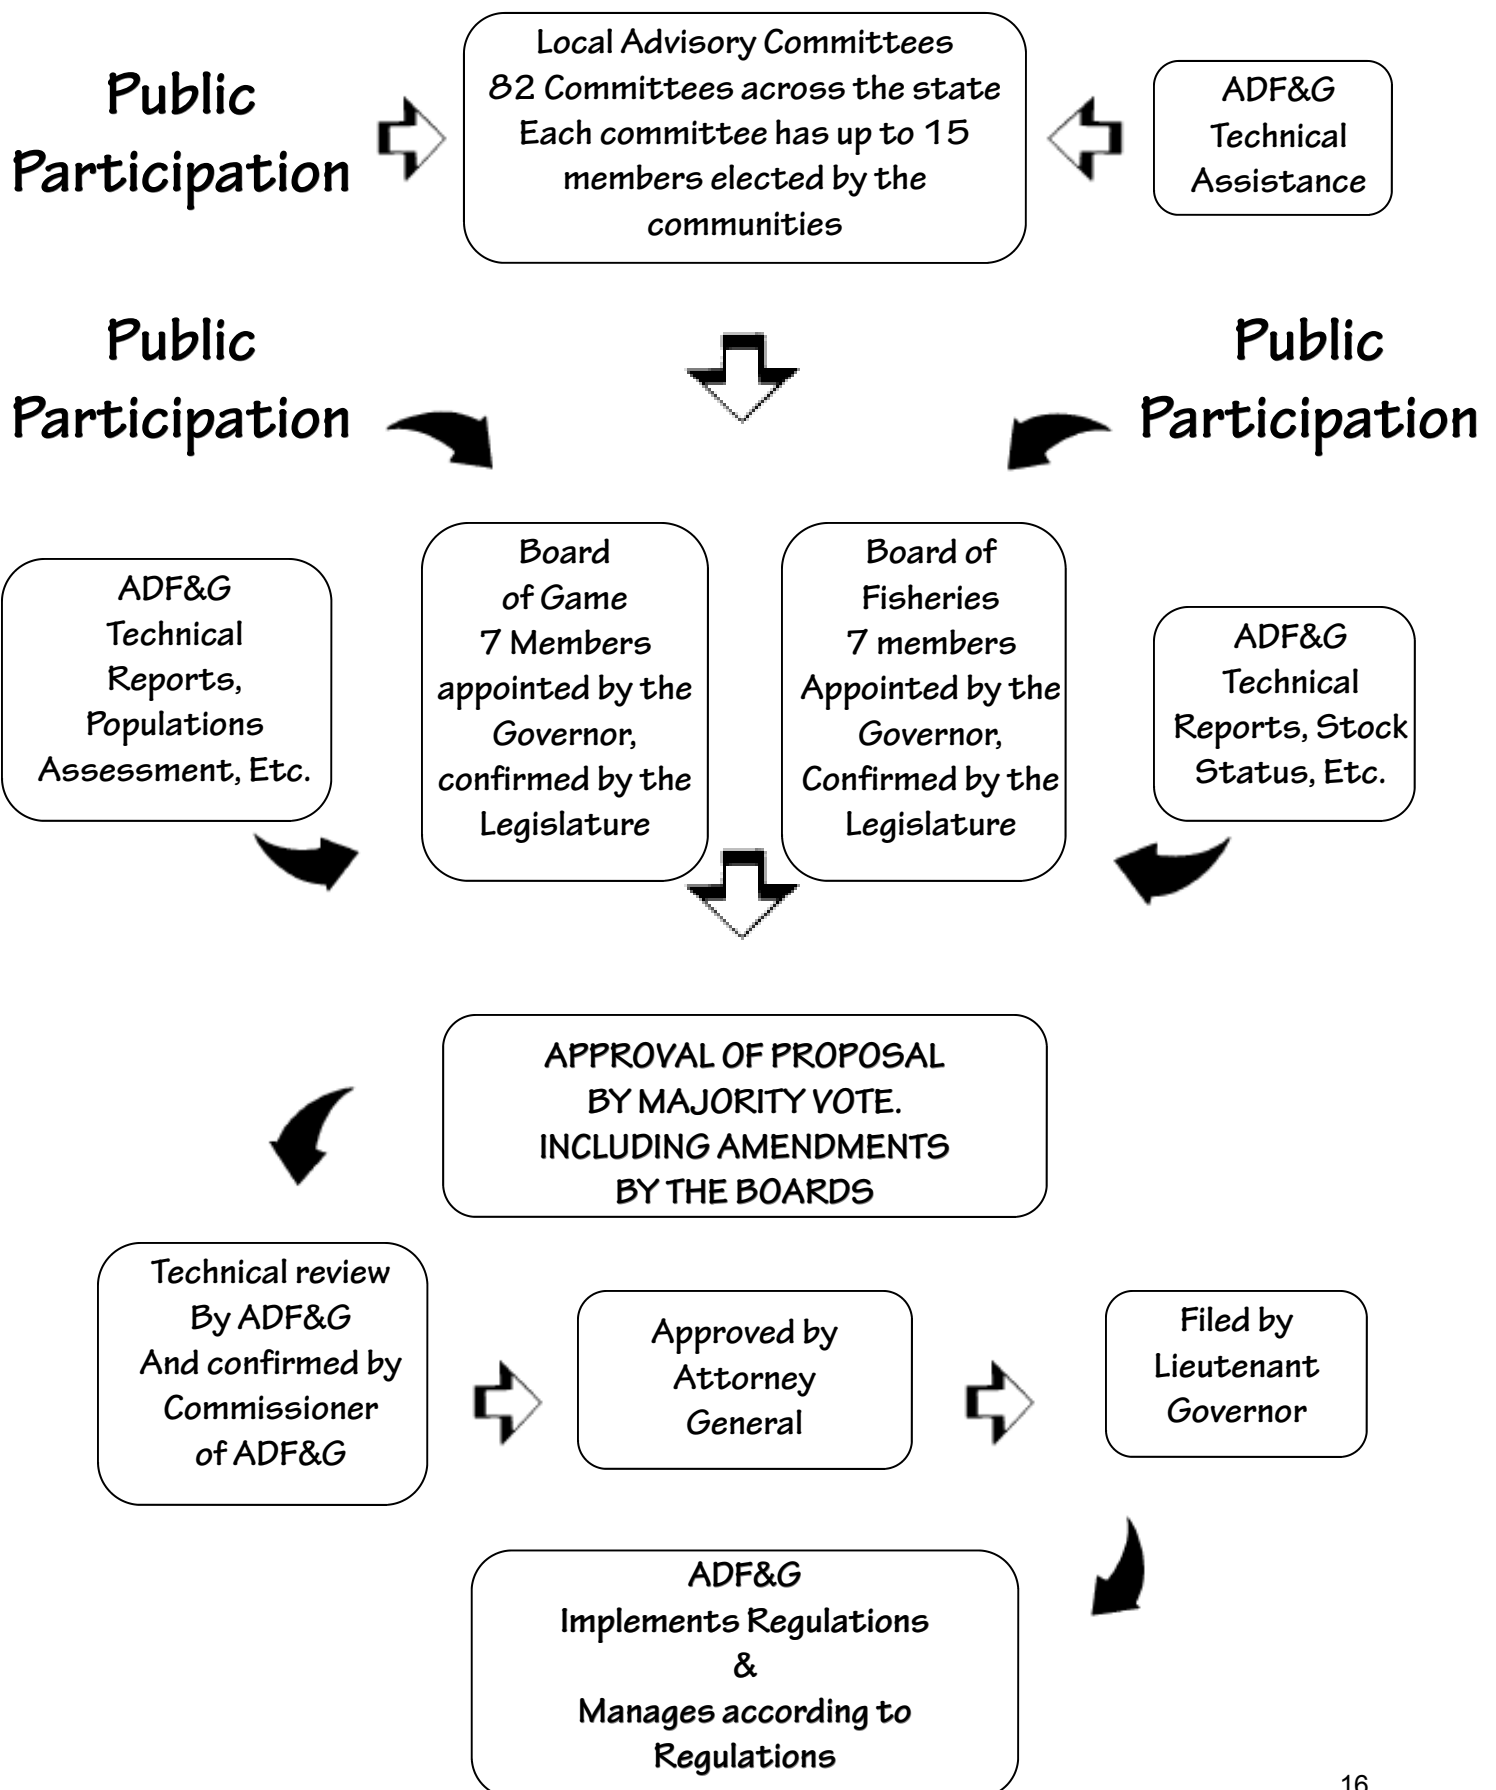 Public
Participation
Local Advisory Committees
82 Committees across the state
Each committee has up to 15
members elected by the
communities
ADF&G
Technical
Assistance
Public
Participation
Public
Participation
ADF&G
Technical
Reports,
Populations
Assessment, Etc.
Board
of Game
7 Members
appointed by the
Governor,
confirmed by the
Legislature
Board of
Fisheries
7 members
Appointed by the
Governor,
Confirmed by the
Legislature
ADF&G
Technical
Reports, Stock
Status, Etc.
APPROVAL OF PROPOSAL
BY MAJORITY VOTE.
INCLUDING AMENDMENTS
BY THE BOARDS
Technical review
By ADF&G
And confirmed by
Commissioner
of ADF&G
Approved by
Attorney
General
Filed by
Lieutenant
Governor
ADF&G
Implements Regulations
&
Manages according to
Regulations
16